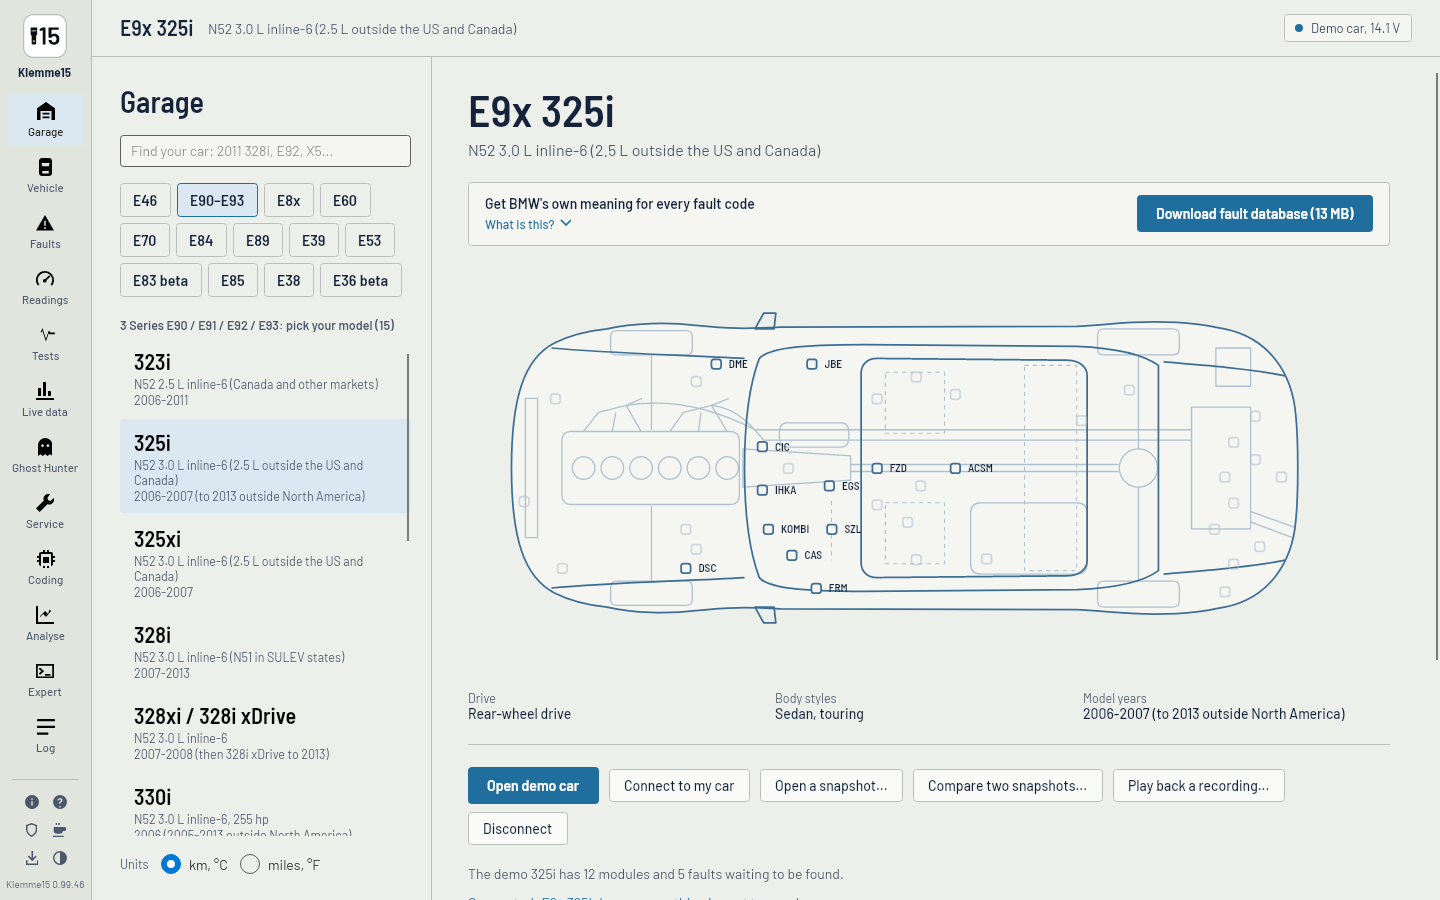 15
Klemme15
Garage
Vehicle
Faults
Readings
Tests
Live data
Ghost Hunter
Service
Coding
Analyse
Expert
Log
Klemme15 0.99.46
E9x 325i
N52 3.0 L inline-6 (2.5 L outside the US and Canada)
Demo car, 14.1 V
Garage
Find your car: 2011 328i, E92, X5...
E46
E90–E93
E8x
E60
E70
E84
E89
E39
E53
E83 beta
E85
E38
E36 beta
3 Series E90 / E91 / E92 / E93: pick your model (15)
323i
N52 2.5 L inline-6 (Canada and other markets)
2006-2011
325i
N52 3.0 L inline-6 (2.5 L outside the US and
Canada)
2006-2007 (to 2013 outside North America)
325xi
N52 3.0 L inline-6 (2.5 L outside the US and
Canada)
2006-2007
328i
N52 3.0 L inline-6 (N51 in SULEV states)
2007-2013
328xi / 328i xDrive
N52 3.0 L inline-6
2007-2008 (then 328i xDrive to 2013)
330i
N52 3.0 L inline-6, 255 hp
2006 (2005-2013 outside North America)
Units
km, °C
miles, °F
E9x 325i
N52 3.0 L inline-6 (2.5 L outside the US and Canada)
Get BMW's own meaning for every fault code
What is this?
Download fault database (13 MB)
DME
JBE
CIC
FZD
ACSM
IHKA
EGS
KOMBI
SZL
CAS
DSC
FRM
Drive
Rear-wheel drive
Body styles
Sedan, touring
Model years
2006-2007 (to 2013 outside North America)
Open demo car
Connect to my car
Open a snapshot...
Compare two snapshots...
Play back a recording...
Disconnect
The demo 325i has 12 modules and 5 faults waiting to be found.